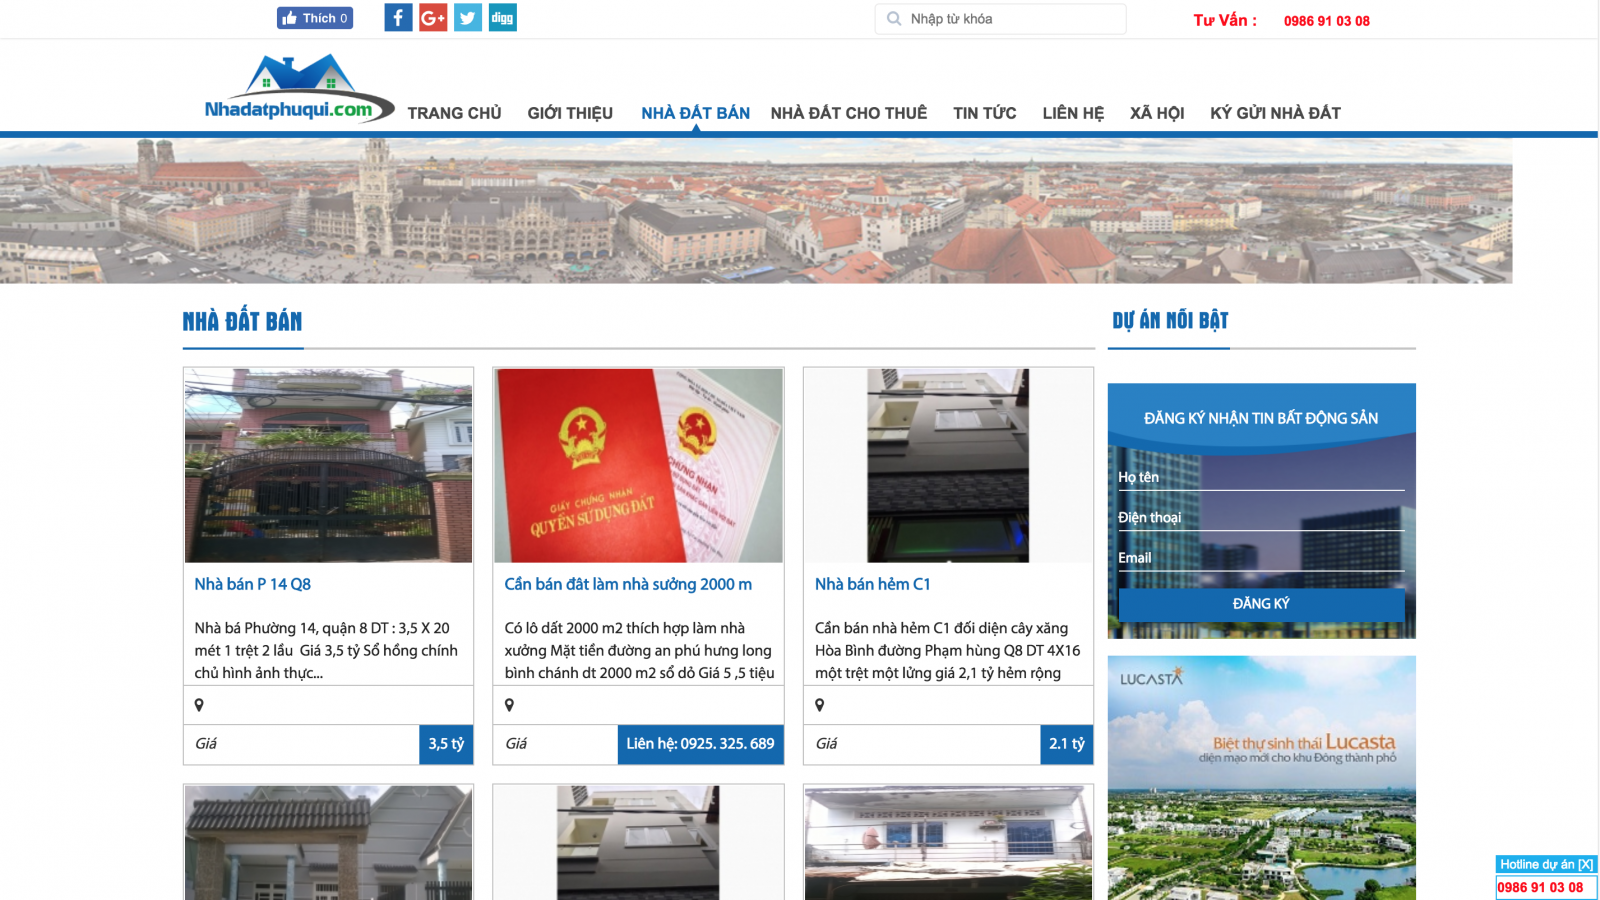 Thích 0
digg
Nhập từ khóa
Tư Vấn : 0986 91 03 08
Nhadatphuqui.com
TRANG CHỦ GIỚI THIỆU NHÀ ĐẤT BÁN NHÀ ĐẤT CHO THUÊ TIN TỨC LIÊN HỆ XÃ HỘI KÝ GỬI NHÀ ĐẤT
NHÀ ĐẤT BÁN
DỰ ÁN NỔI BẬT
GIẤY CHỨNG NHẬN
QUYỀN SỬ DỤNG ĐẤT
Nhà bán P 14 Q8
Nhà bá Phường 14, quận 8 DT : 3,5 X 20
mét 1 trệt 2 lầu Giá 3,5 tỷ Sổ hồng chính
chủ hình ảnh thực...
Giá 3,5 tỷ
Cần bán đât làm nhà sưởng 2000 m
Có lô dất 2000 m2 thích hợp làm nhà
xưởng Mặt tiền đường an phú hưng long
bình chánh dt 2000 m2 sổ dỏ Giá 5 ,5 tiệu
Giá Liên hệ: 0925. 325. 689
Nhà bán hẻm C1
Cần bán nhà hẻm C1 đối diện cây xăng
Hòa Bình đường Phạm hùng Q8 DT 4X16
một trệt một lửng giá 2,1 tỷ hẻm rộng
Giá 2.1 tỷ
ĐĂNG KÝ NHẬN TIN BẤT ĐỘNG SẢN
Họ tên
Điện thoại
Email
ĐĂNG KÝ
LUCASTA
Biệt thự sinh thái Lucasta
diện mạo mới cho khu Đông thành phố
Hotline dự án [X]
0986 91 03 08